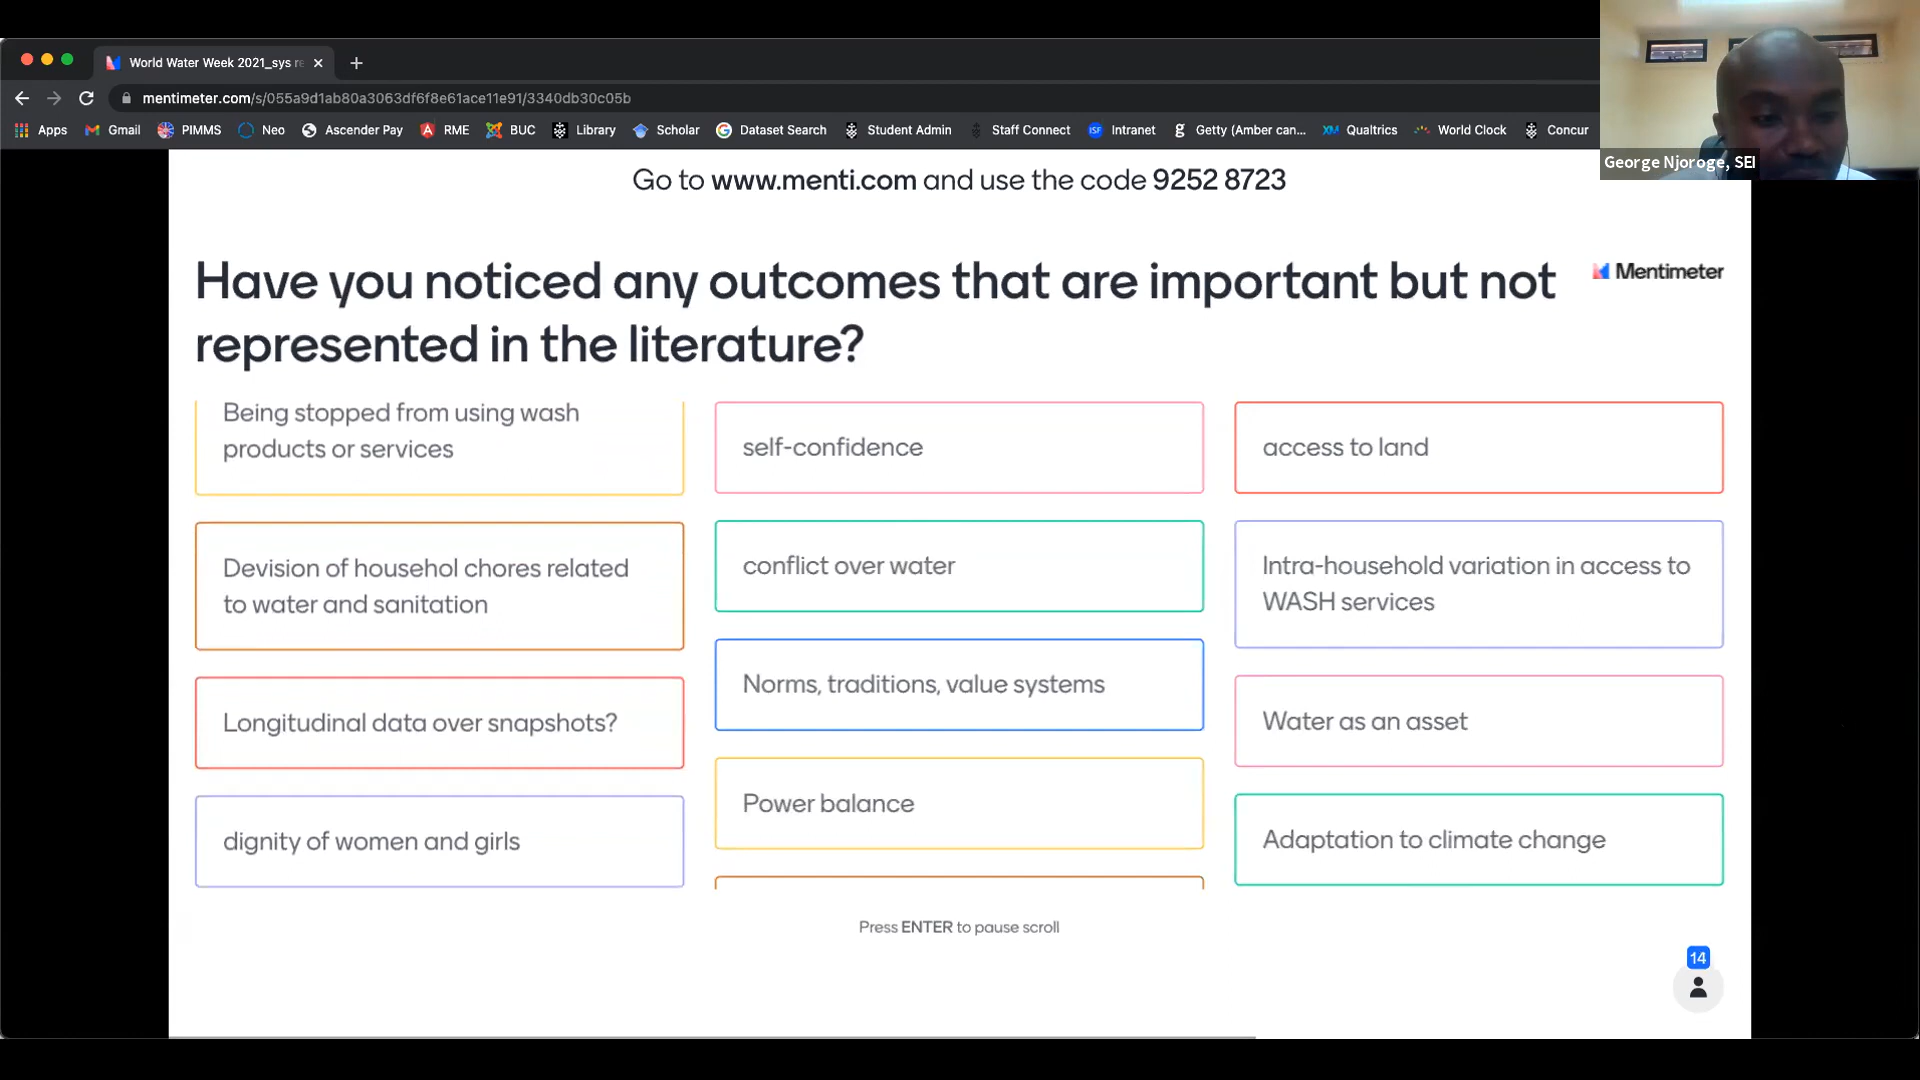 World Water Week 2021_sys re
mentimeter.com/s/055a9d1ab80a3063df6f8e61ace11e91/3340db30c05b
Apps Gmail PIMMS Neo Ascender Pay RME BUC Library Scholar Dataset Search Student Admin Staff Connect Intranet Getty (Amber can... Qualtrics World Clock Concur
George Njoroge, SEI
Go to www.menti.com and use the code 9252 8723
Have you noticed any outcomes that are important but not
represented in the literature?
Mentimeter
Being stopped from using wash
products or services
Devision of househol chores related
to water and sanitation
Longitudinal data over snapshots?
dignity of women and girls
self-confidence
conflict over water
Norms, traditions, value systems
Power balance
access to land
Intra-household variation in access to
WASH services
Water as an asset
Adaptation to climate change
Press ENTER to pause scroll
14